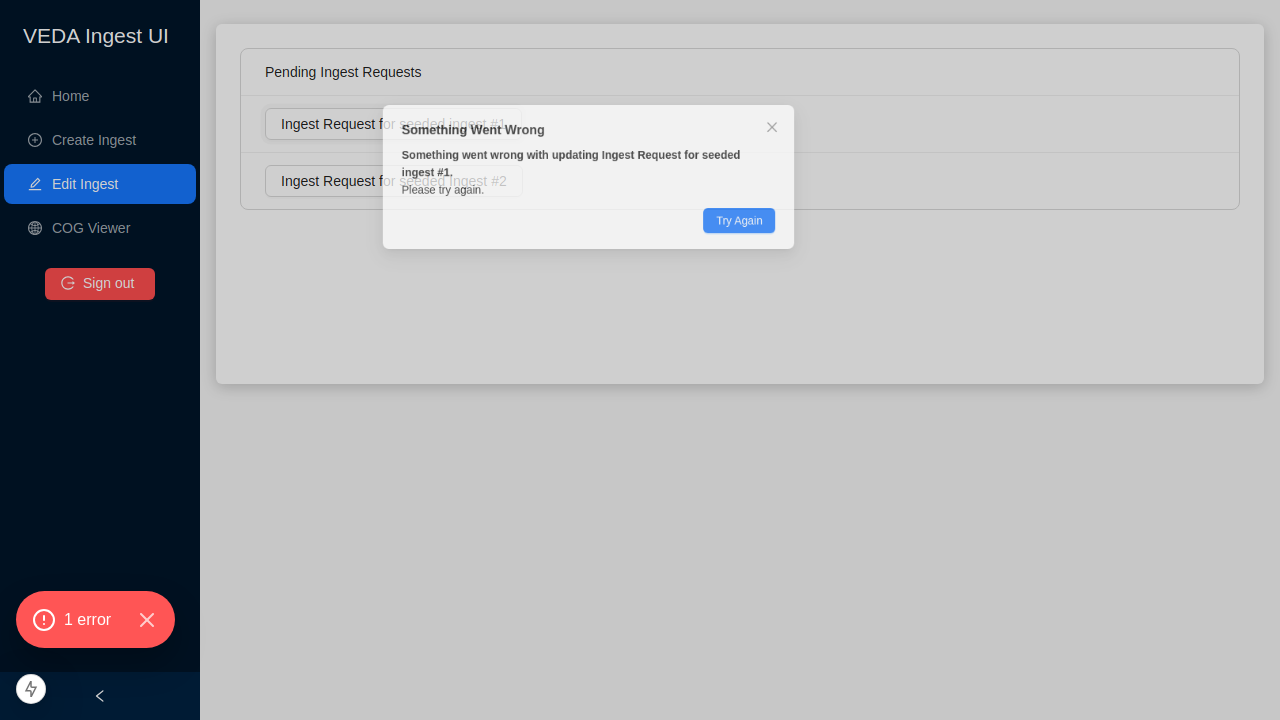 VEDA Ingest UI
Home
Create Ingest
Edit Ingest
COG Viewer
Sign out
1 error
Pending Ingest Requests
Ingest Request for seeded ingest #1
Ingest Request for seeded Ingest #2
Something Went Wrong
Something went wrong with updating Ingest Request for seeded
ingest #1.
Please try again.
Try Again